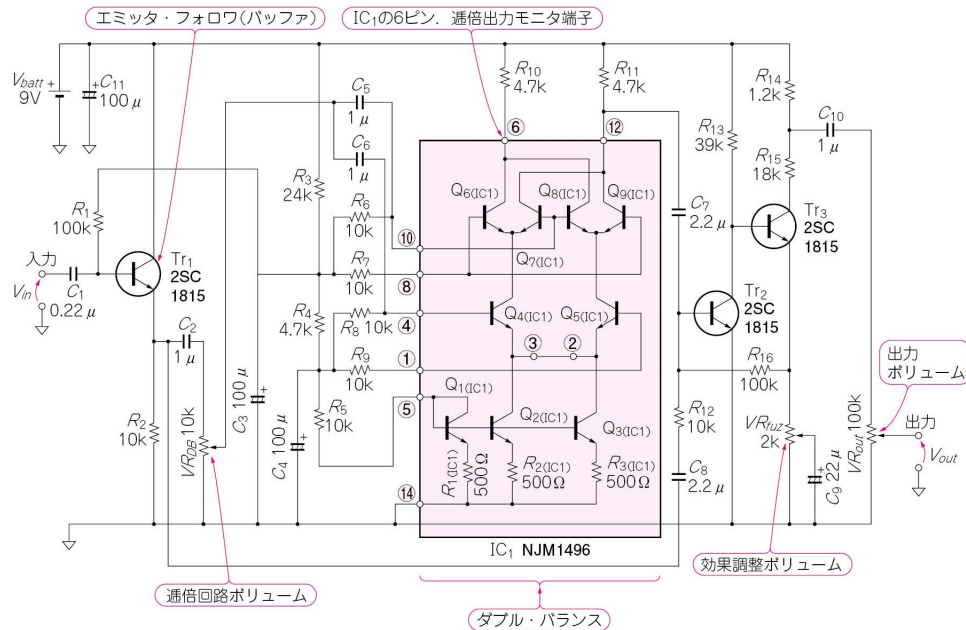 エミッタ・フォロワ(バッファ)
IC1の6ピン．逓倍出力モニタ端子
Vbatt
9V
+
C11
100μ
+
R1
100k
入力
Vin
C1
0.22μ
Tr1
2SC
1815
C2
1μ
R2
10k
VRDB 10k
C3 100μ
+
C4 100μ
+
C5
1μ
C6
1μ
R3
24k
R4
4.7k
R5
10k
R6
10k
R7
10k
R8 10k
R9
10k
⑩
⑧
④
①
⑤
⑭
R10
4.7k
R11
4.7k
⑥
⑫
Q6(IC1)
Q8(IC1)
Q9(IC1)
Q7(IC1)
Q4(IC1)
Q5(IC1)
③
②
Q1(IC1)
Q2(IC1)
Q3(IC1)
R1(IC1)
500Ω
R2(IC1)
500Ω
R3(IC1)
500Ω
IC1 NJM1496
C7
2.2μ
R12
10k
C8
2.2μ
R13
39k
R14
1.2k
R15
18k
C10
1μ
Tr3
2SC
1815
Tr2
2SC
1815
R16
100k
VRfuz
2k
C9 22μ
+
VRout 100k
出力
ボリューム
出力
Vout
逓倍回路ボリューム
ダブル・バランス
効果調整ボリューム